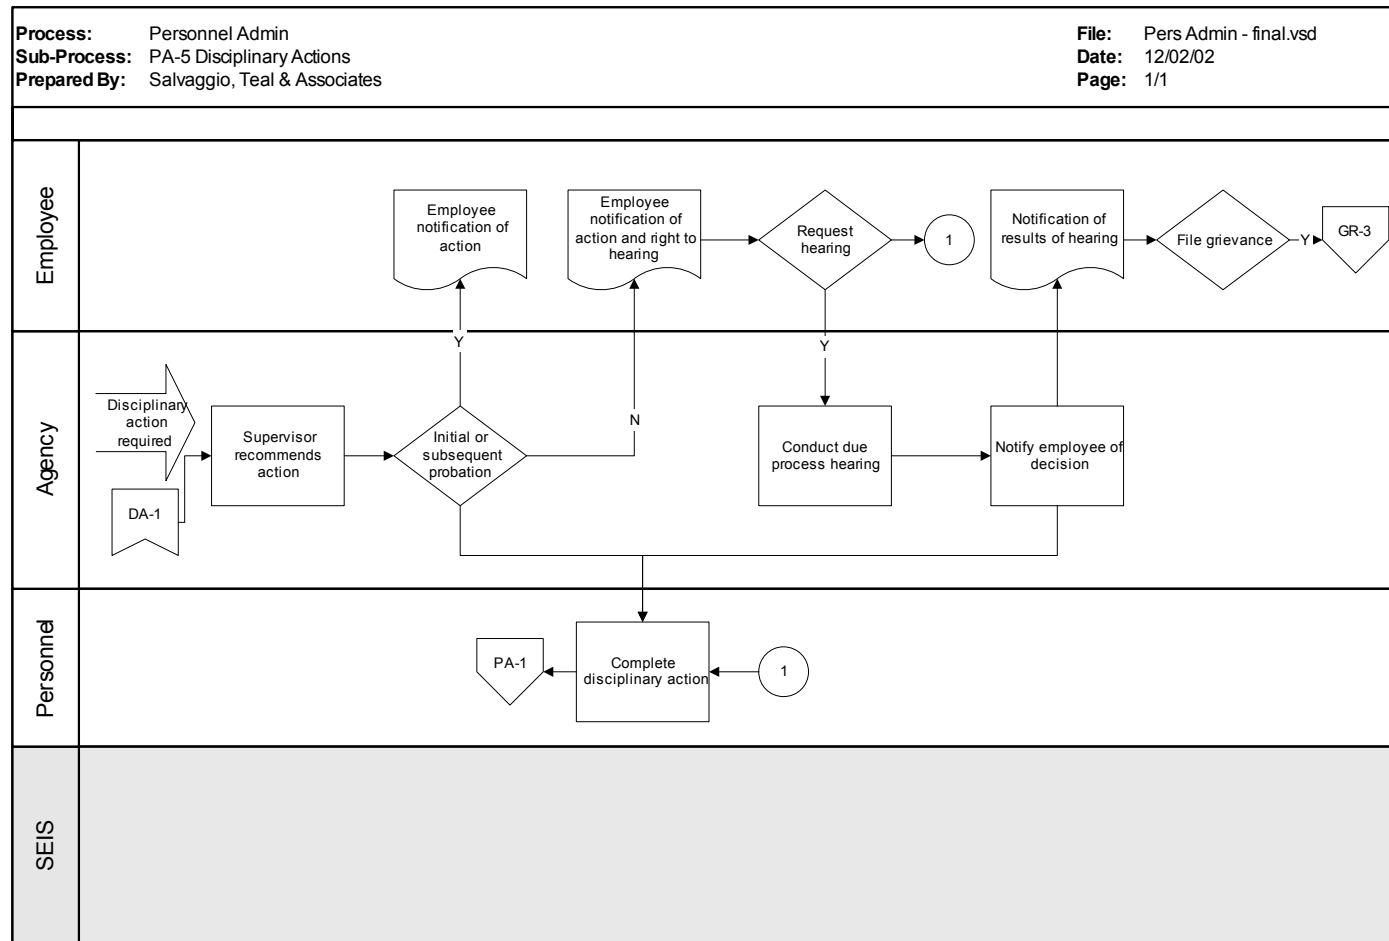 Process: Personnel Admin
Sub-Process: PA-5 Disciplinary Actions
Prepared By: Salvaggio, Teal & Associates
File: Pers Admin - final.vsd
Date: 12/02/02
Page: 1/1
Employee
Employee
notification of
action
Employee
notification of
action and right to
hearing
Request
hearing
1
Notification of
results of hearing
File grievance
Y
GR-3
Agency
Y
N
Y
Disciplinary
action
required
DA-1
Supervisor
recommends
action
Initial or
subsequent
probation
Conduct due
process hearing
Notify employee of
decision
Personnel
PA-1
Complete
disciplinary action
1
SEIS